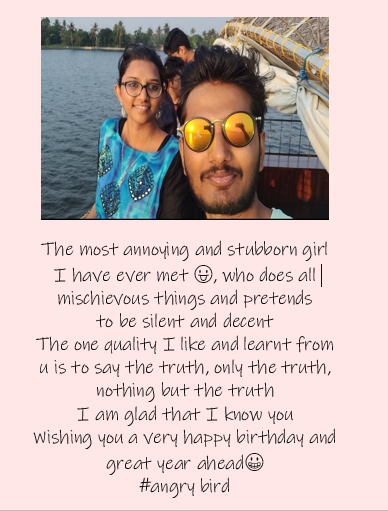 The most annoying and stubborn girl
I have ever met 😃, who does all
mischievous things and pretends
to be silent and decent
The one quality I like and learnt from
u is to say the truth, only the truth,
nothing but the truth
I am glad that I know you
Wishing you a very happy birthday and
great year ahead😀
#angry bird